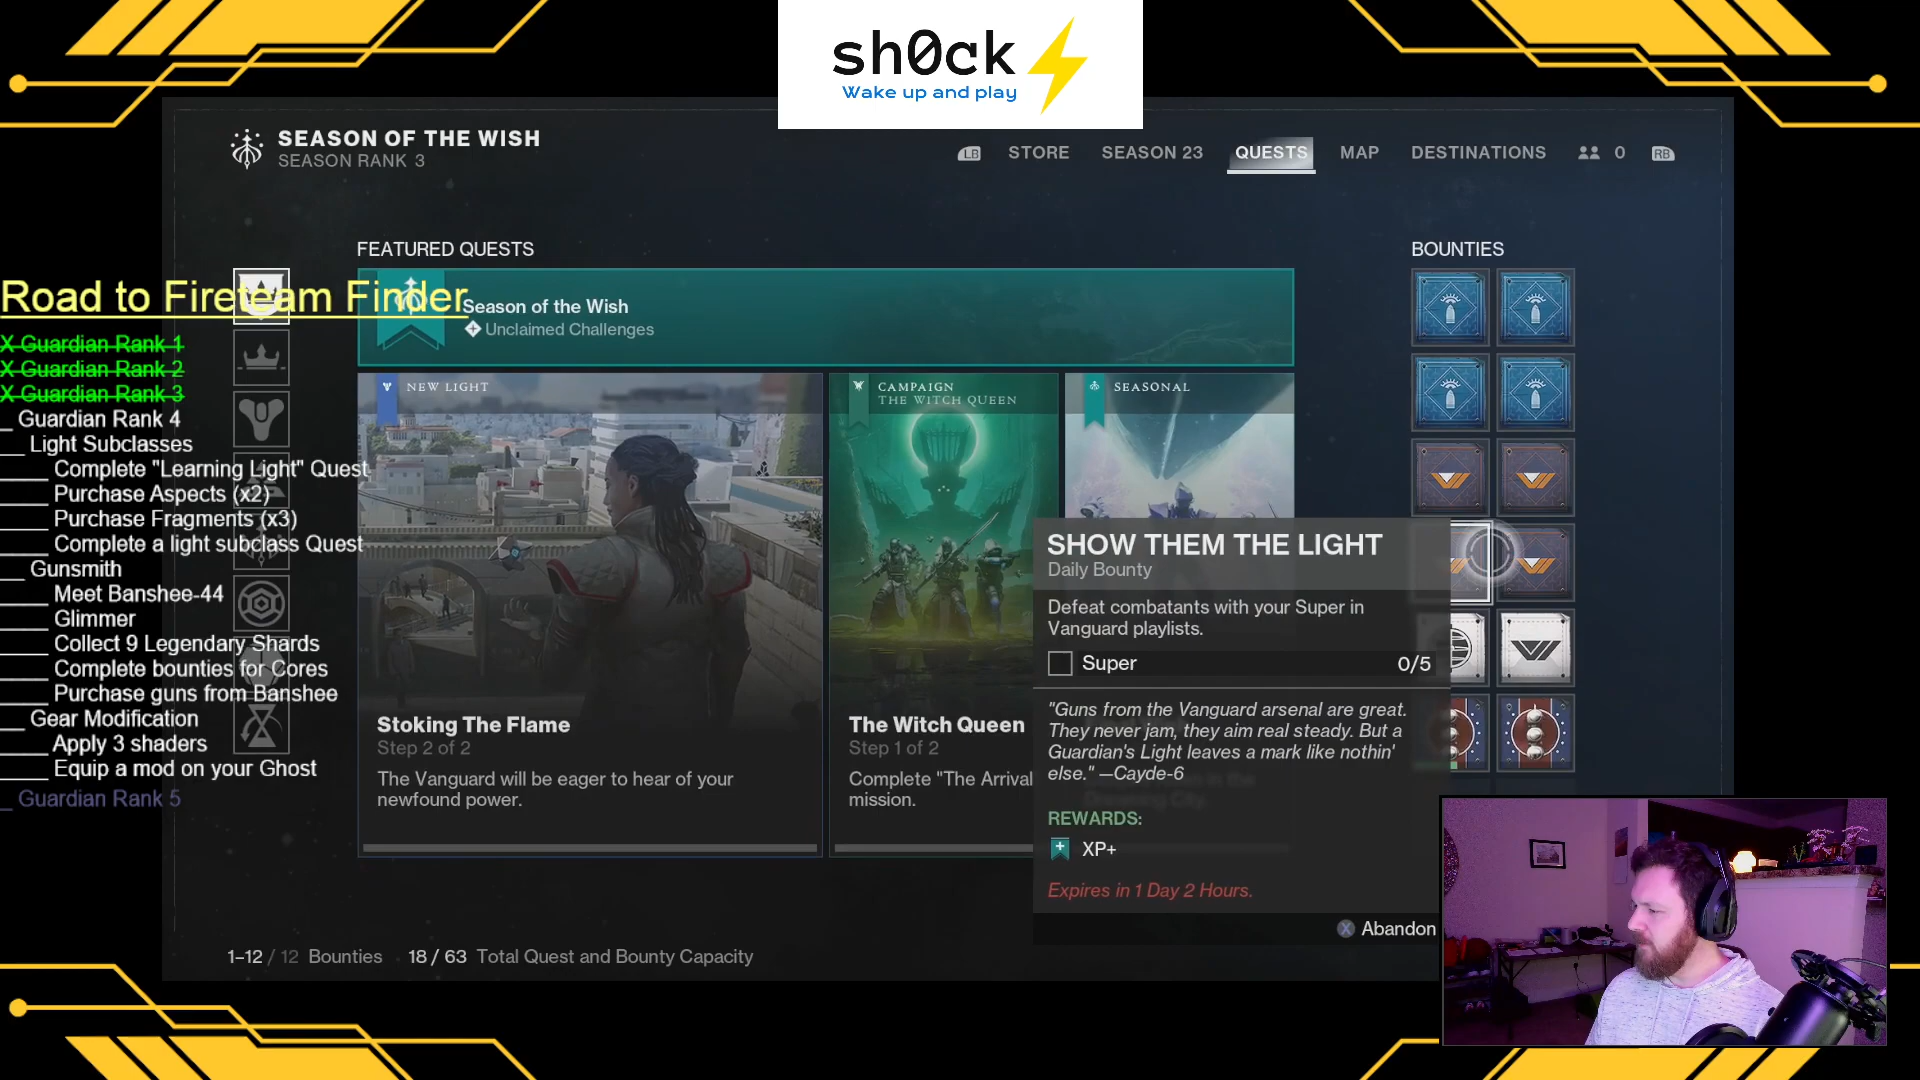 sh0ck
Wake up and play
SEASON OF THE WISH
SEASON RANK 3
LB
STORE
SEASON 23
QUESTS
MAP
DESTINATIONS
0
RB
FEATURED QUESTS
BOUNTIES
Season of the Wish
Unclaimed Challenges
Road to Fireteam Finder
X Guardian Rank 1
X Guardian Rank 2
X Guardian Rank 3
_ Guardian Rank 4
__ Light Subclasses
____ Complete "Learning Light" Quest
____ Purchase Aspects (x2)
____ Purchase Fragments (x3)
____ Complete a light subclass Quest
__ Gunsmith
____ Meet Banshee-44
____ Glimmer
____ Collect 9 Legendary Shards
____ Complete bounties for Cores
____ Purchase guns from Banshee
__ Gear Modification
____ Apply 3 shaders
____ Equip a mod on your Ghost
_ Guardian Rank 5
NEW LIGHT
Stoking The Flame
Step 2 of 2
The Vanguard will be eager to hear of your
newfound power.
CAMPAIGN
THE WITCH QUEEN
The Witch Queen
Step 1 of 2
Complete "The Arrival
mission.
SEASONAL
SHOW THEM THE LIGHT
Daily Bounty
Defeat combatants with your Super in
Vanguard playlists.
Super 0/5
"Guns from the Vanguard arsenal are great.
They never jam, they aim real steady. But a
Guardian's Light leaves a mark like nothin'
else." —Cayde-6
REWARDS:
XP+
Expires in 1 Day 2 Hours.
X Abandon
1–12 / 12 Bounties
18 / 63 Total Quest and Bounty Capacity